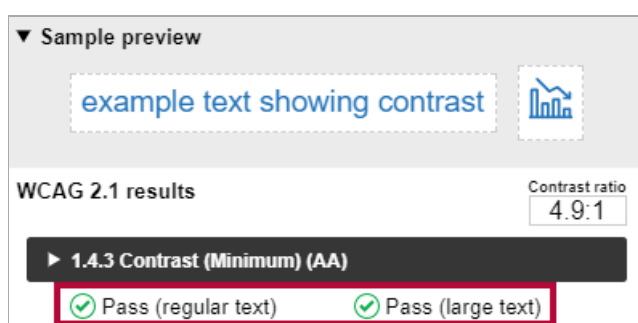 ▼ Sample preview
example text showing contrast
WCAG 2.1 results
Contrast ratio
4.9:1
▶ 1.4.3 Contrast (Minimum) (AA)
Pass (regular text) Pass (large text)